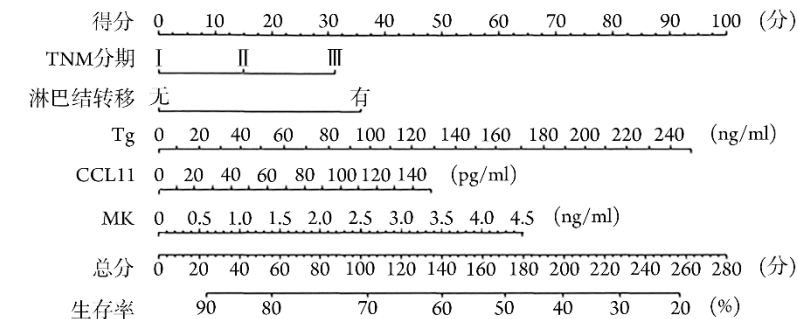 得分 0 10 20 30 40 50 60 70 80 90 100 (分)
TNM分期 Ⅰ Ⅱ Ⅲ
淋巴结转移 无 有
Tg 0 20 40 60 80 100 120 140 160 180 200 220 240 (ng/ml)
CCL11 0 20 40 60 80 100 120 140 (pg/ml)
MK 0 0.5 1.0 1.5 2.0 2.5 3.0 3.5 4.0 4.5 (ng/ml)
总分 0 20 40 60 80 100 120 140 160 180 200 220 240 260 280 (分)
生存率 90 80 70 60 50 40 30 20 (%)